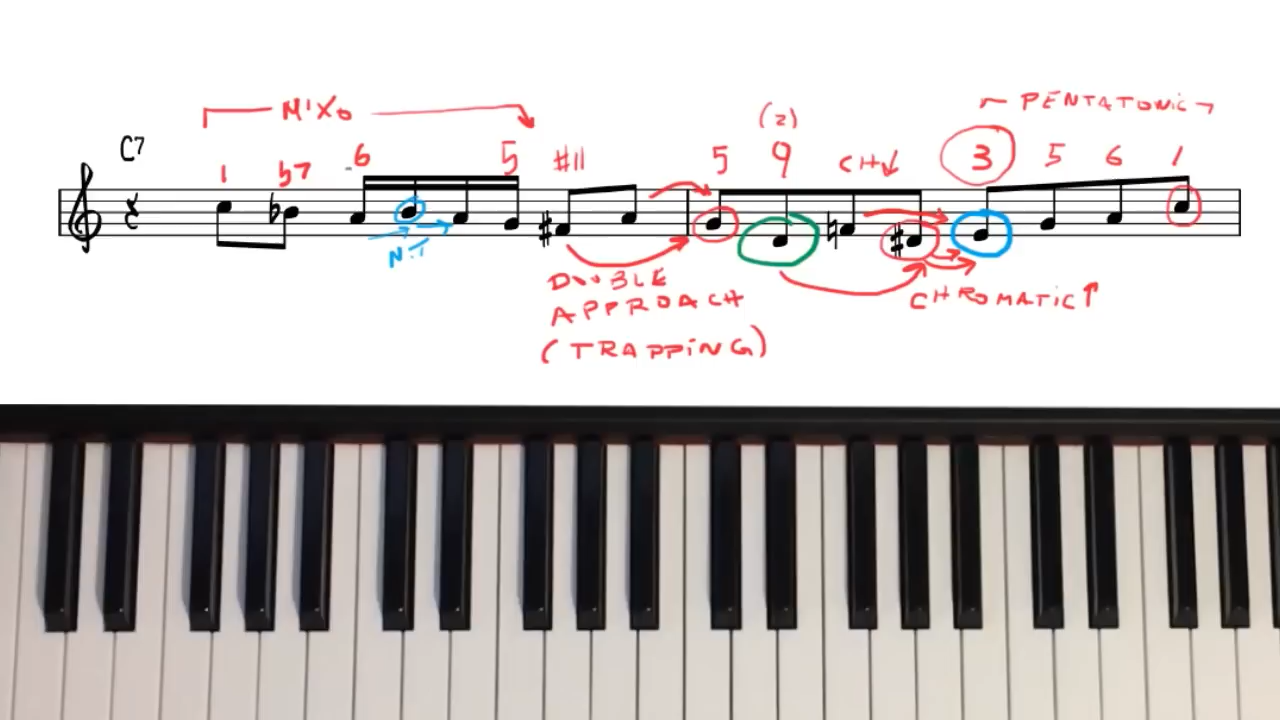 MIXO (2) PENTATONIC
C7 1 b7 6 5 #11 5 9 CH↓ 3 5 6 1
N.T
DOUBLE CHROMATIC↑
APPROACH
(TRAPPING)